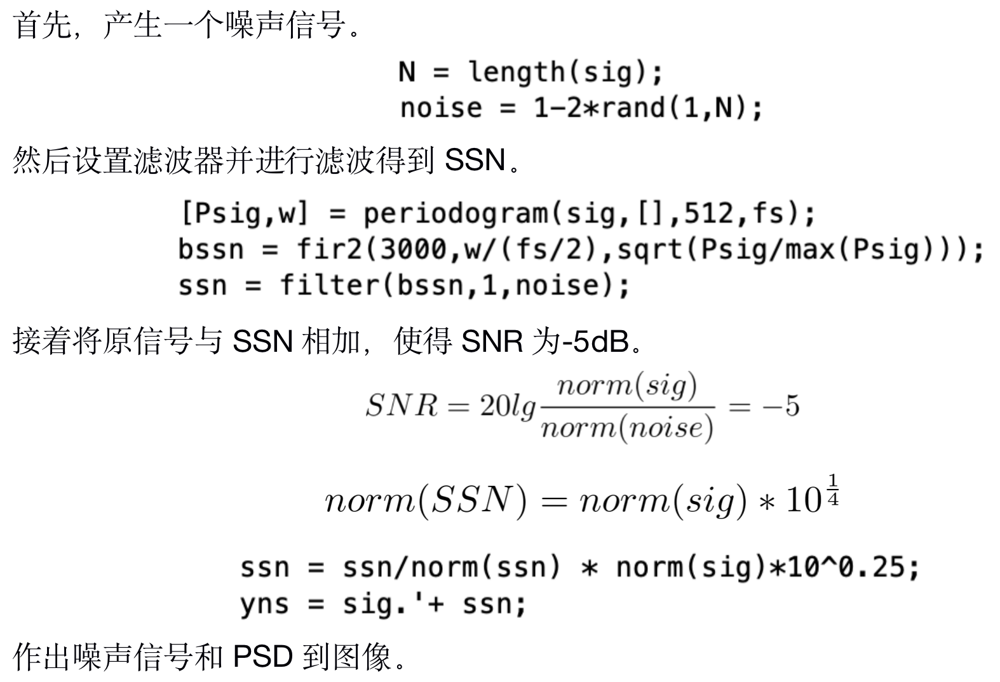 首先，产生一个噪声信号。
N = length(sig);
noise = 1-2*rand(1,N);
然后设置滤波器并进行滤波得到 SSN。
[Psig,w] = periodogram(sig,[],512,fs);
bssn = fir2(3000,w/(fs/2),sqrt(Psig/max(Psig)));
ssn = filter(bssn,1,noise);
接着将原信号与 SSN 相加，使得 SNR 为-5dB。
SNR = 20lg\frac{norm(sig)}{norm(noise)} = -5
norm(SSN) = norm(sig) * 10^{\frac{1}{4}}
ssn = ssn/norm(ssn) * norm(sig)*10^0.25;
yns = sig.'+ ssn;
作出噪声信号和 PSD 到图像。